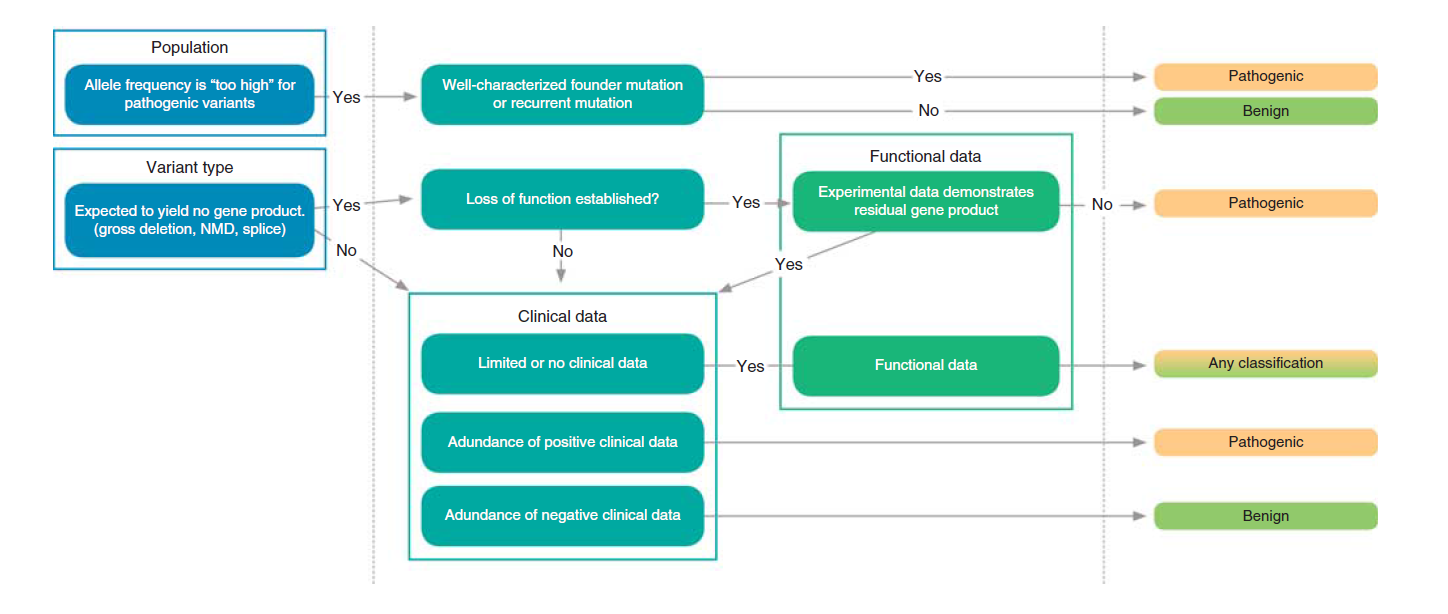 Population
Allele frequency is “too high” for
pathogenic variants
Yes
Well-characterized founder mutation
or recurrent mutation
Yes
Pathogenic
No
Benign
Variant type
Expected to yield no gene product.
(gross deletion, NMD, splice)
Yes
No
Loss of function established?
Yes
No
Functional data
Experimental data demonstrates
residual gene product
No
Pathogenic
Yes
Clinical data
Limited or no clinical data
Yes
Functional data
Any classification
Adundance of positive clinical data
Pathogenic
Adundance of negative clinical data
Benign